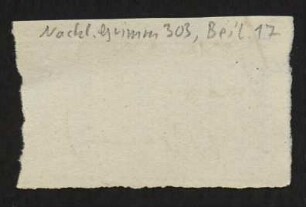 Nachl. Grimm 303, Beil. 17